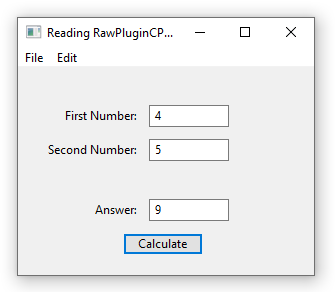 Reading RawPluginCP...
File Edit
First Number: 4
Second Number: 5
Answer: 9
Calculate